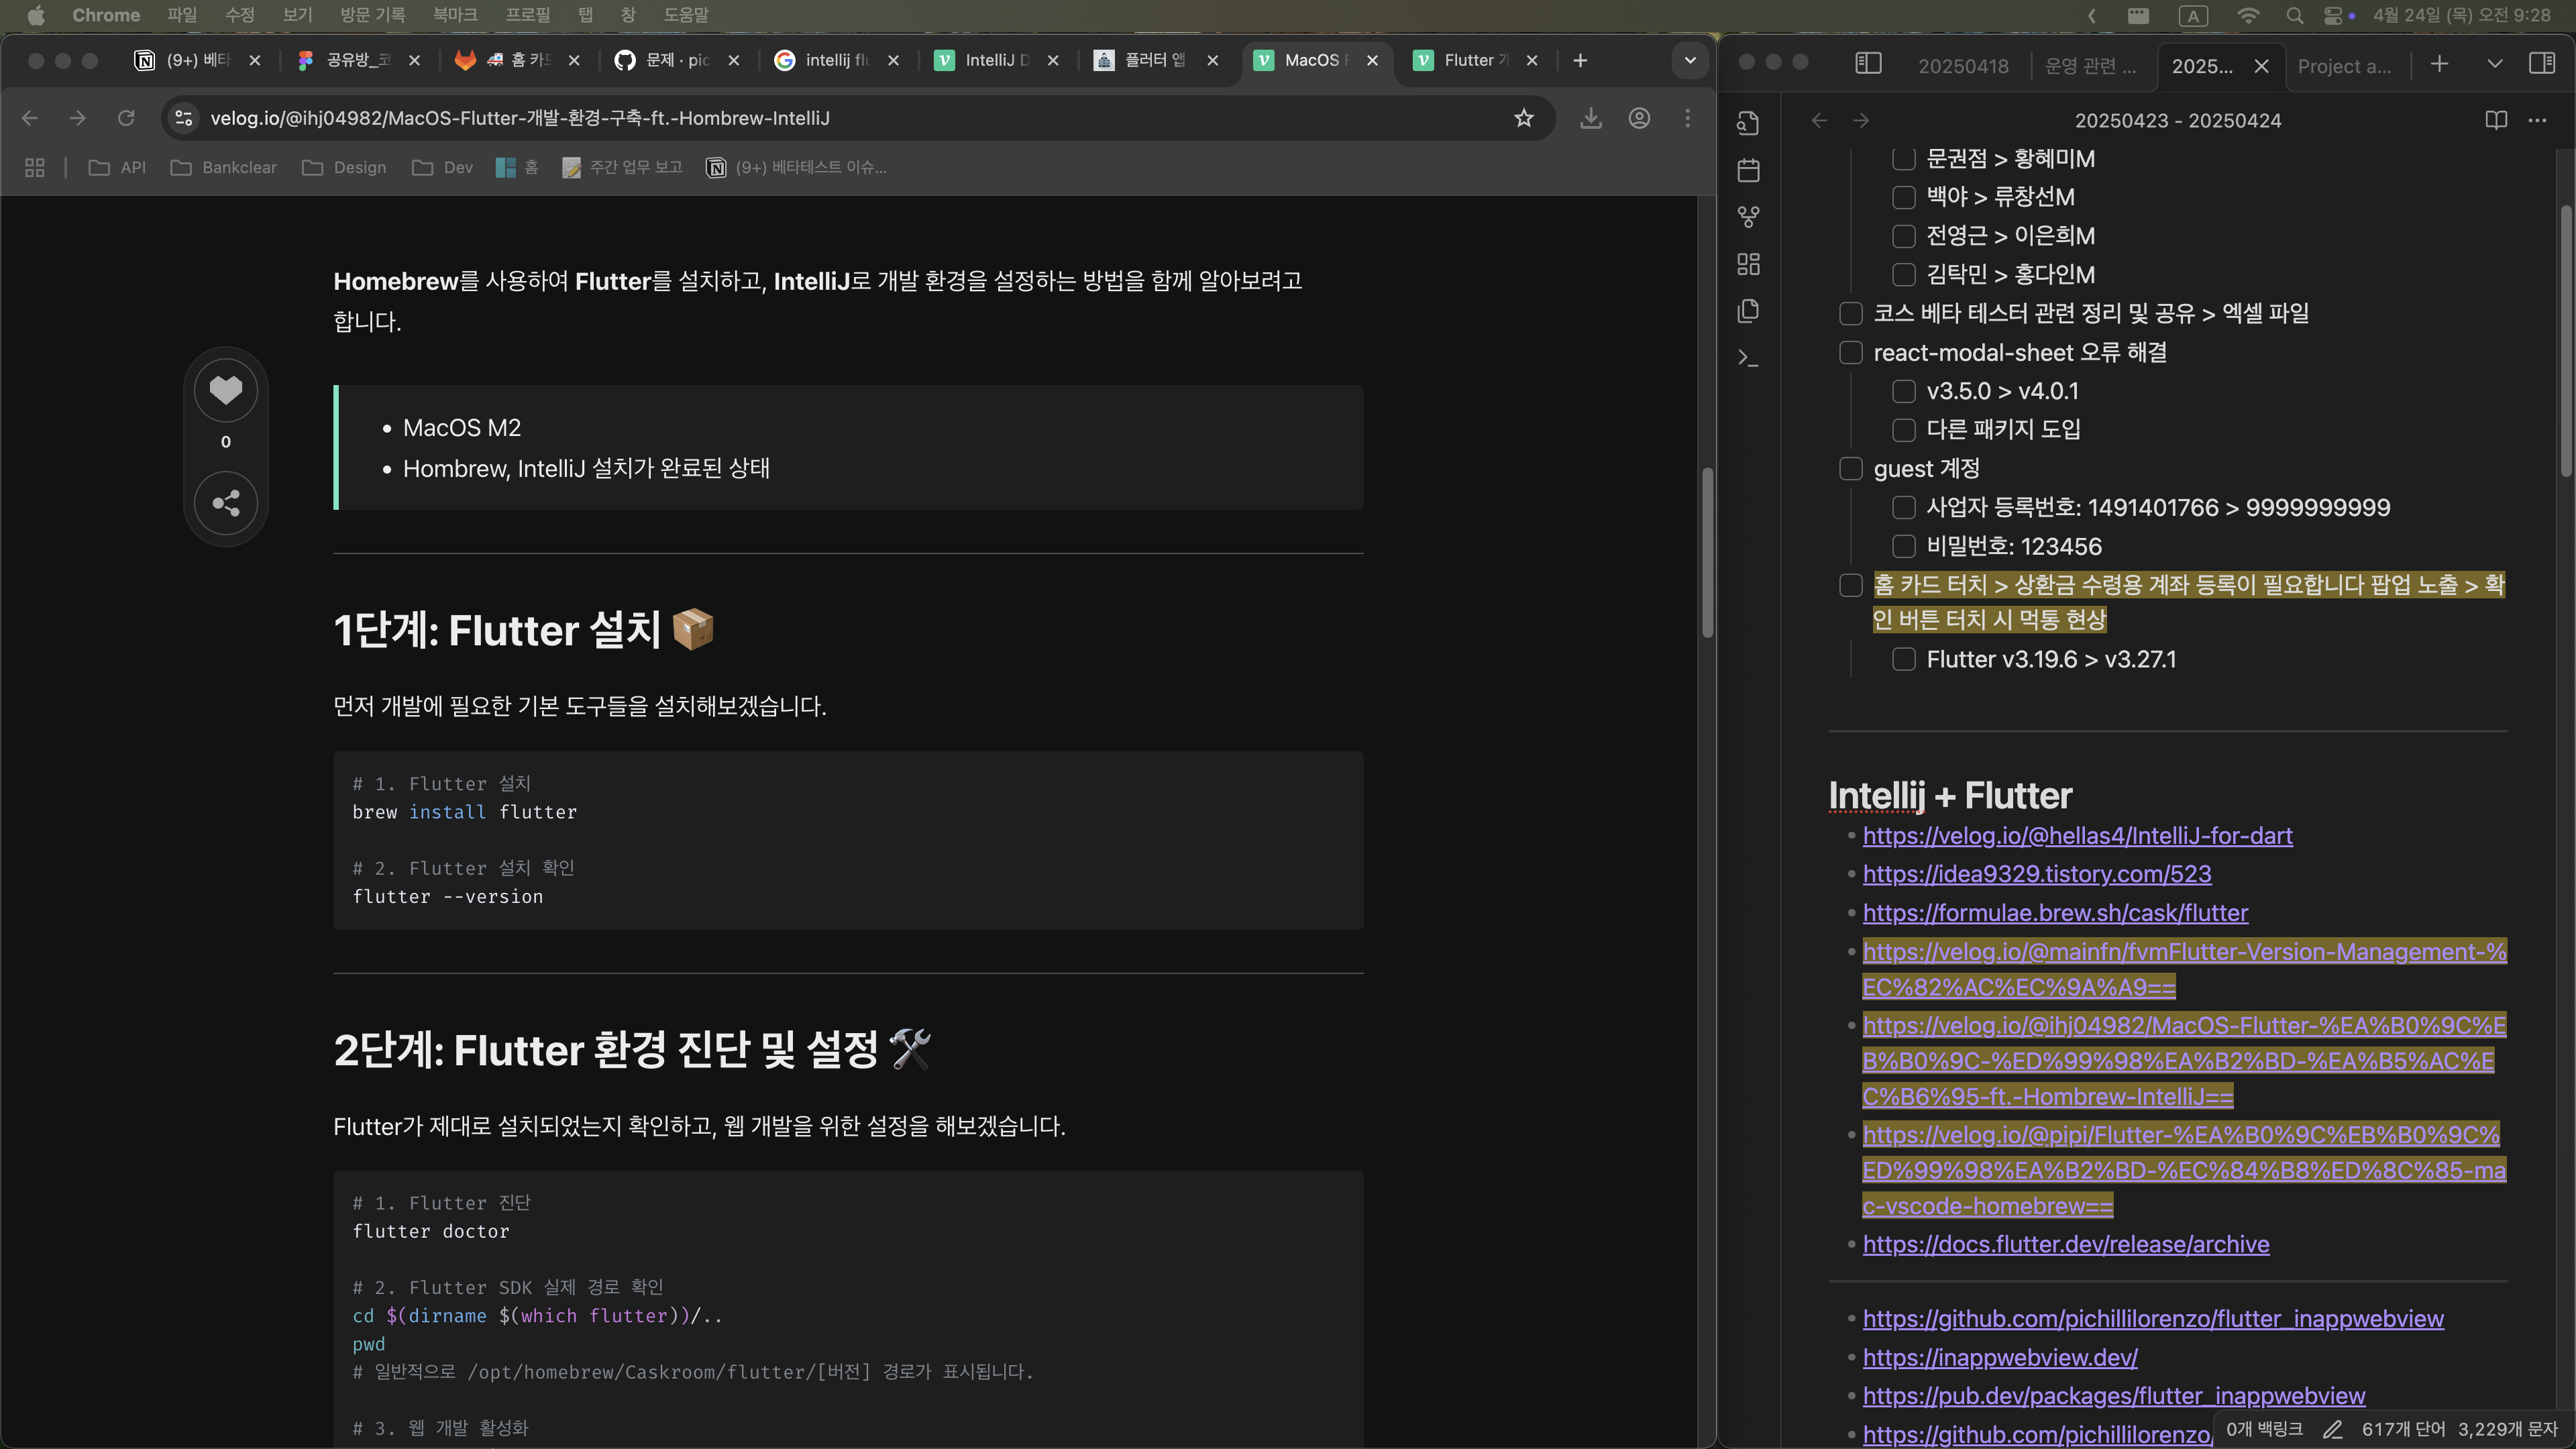 Chrome 파일 수정 보기 방문 기록 북마크 프로필 탭 창 도움말
A 4월 24일 (목) 오전 9:28
(9+) 베타
공유방_코
홈 카드
문제 · pic
intellij flu
IntelliJ D
플러터 앱
MacOS F
Flutter 개
velog.io/@ihj04982/MacOS-Flutter-개발-환경-구축-ft.-Hombrew-IntelliJ
API Bankclear Design Dev 홈 주간 업무 보고 (9+) 베타테스트 이슈...
Homebrew를 사용하여 Flutter를 설치하고, IntelliJ로 개발 환경을 설정하는 방법을 함께 알아보려고
합니다.
0
MacOS M2
Hombrew, IntelliJ 설치가 완료된 상태
1단계: Flutter 설치 📦
먼저 개발에 필요한 기본 도구들을 설치해보겠습니다.
# 1. Flutter 설치
brew install flutter
# 2. Flutter 설치 확인
flutter --version
2단계: Flutter 환경 진단 및 설정 🛠️
Flutter가 제대로 설치되었는지 확인하고, 웹 개발을 위한 설정을 해보겠습니다.
# 1. Flutter 진단
flutter doctor
# 2. Flutter SDK 실제 경로 확인
cd $(dirname $(which flutter))/..
pwd
# 일반적으로 /opt/homebrew/Caskroom/flutter/[버전] 경로가 표시됩니다.
# 3. 웹 개발 활성화
20250418 운영 관련 ... 2025... Project a...
20250423 - 20250424
문권점 > 황혜미M
백야 > 류창선M
전영근 > 이은희M
김탁민 > 홍다인M
코스 베타 테스터 관련 정리 및 공유 > 엑셀 파일
react-modal-sheet 오류 해결
v3.5.0 > v4.0.1
다른 패키지 도입
guest 계정
사업자 등록번호: 1491401766 > 9999999999
비밀번호: 123456
홈 카드 터치 > 상환금 수령용 계좌 등록이 필요합니다 팝업 노출 > 확
인 버튼 터치 시 먹통 현상
Flutter v3.19.6 > v3.27.1
Intellij + Flutter
https://velog.io/@hellas4/IntelliJ-for-dart
https://idea9329.tistory.com/523
https://formulae.brew.sh/cask/flutter
https://velog.io/@mainfn/fvmFlutter-Version-Management-%
EC%82%AC%EC%9A%A9==
https://velog.io/@ihj04982/MacOS-Flutter-%EA%B0%9C%E
B%B0%9C-%ED%99%98%EA%B2%BD-%EA%B5%AC%E
C%B6%95-ft.-Hombrew-IntelliJ==
https://velog.io/@pipi/Flutter-%EA%B0%9C%EB%B0%9C%
ED%99%98%EA%B2%BD-%EC%84%B8%ED%8C%85-ma
c-vscode-homebrew==
https://docs.flutter.dev/release/archive
https://github.com/pichillilorenzo/flutter_inappwebview
https://inappwebview.dev/
https://pub.dev/packages/flutter_inappwebview
https://github.com/pichillilorenzo/
0개 백링크 617개 단어 3,229개 문자